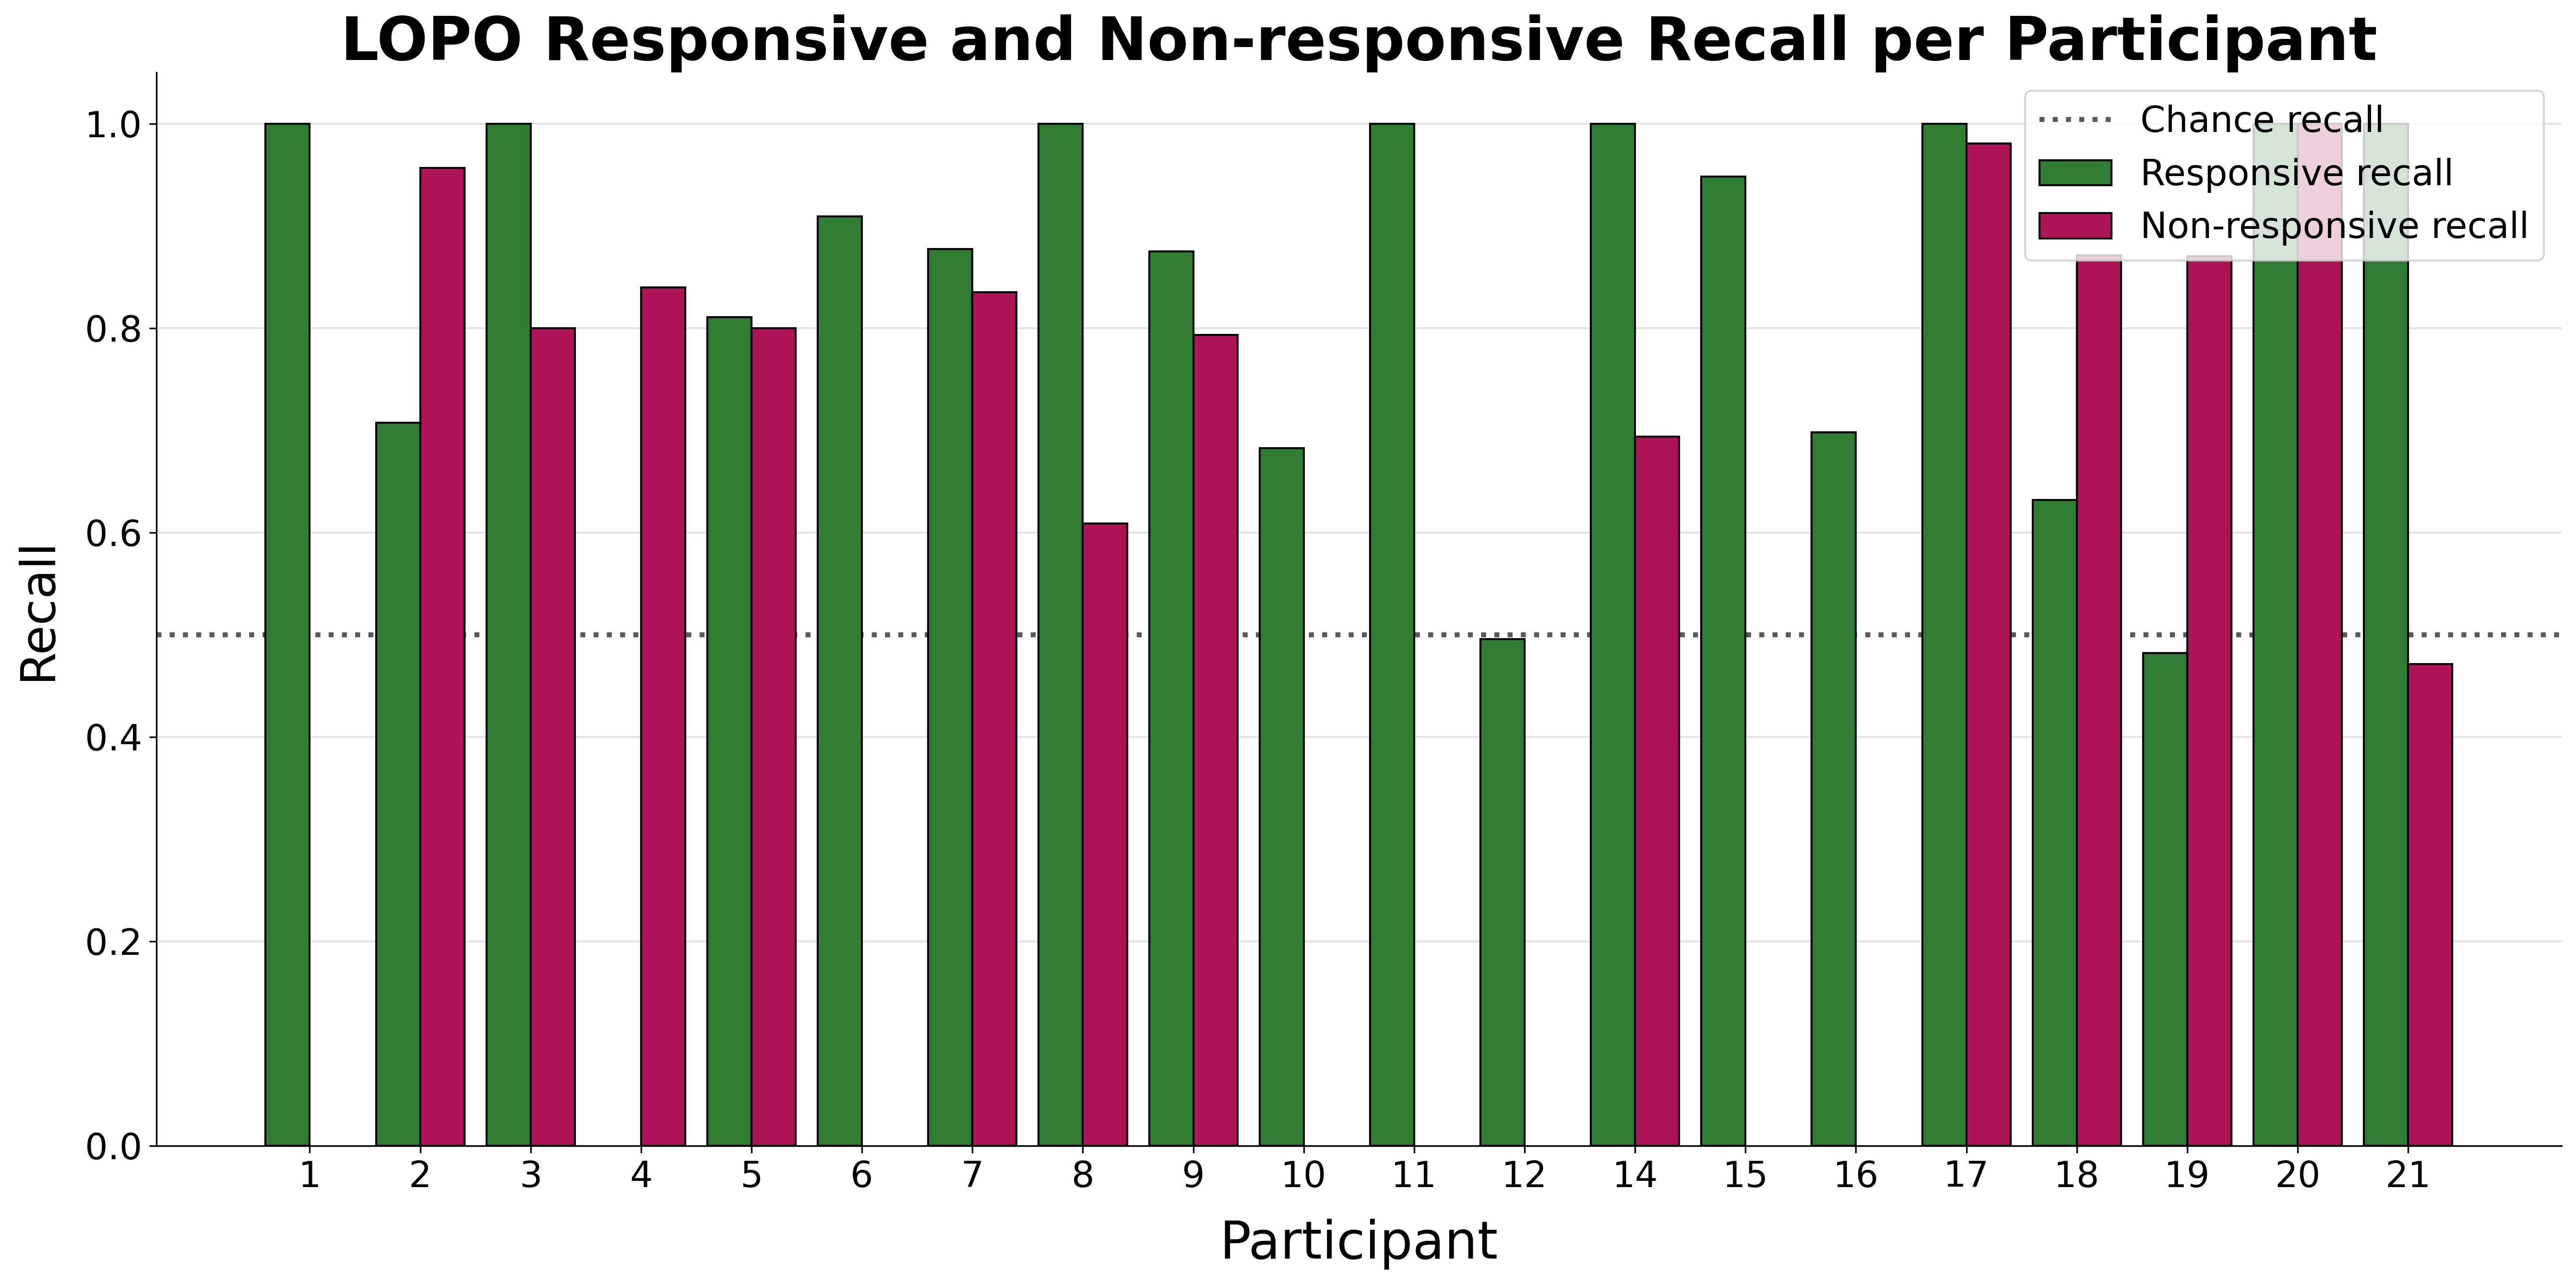 LOPO Responsive and Non-responsive Recall per Participant
Chance recall
Responsive recall
Non-responsive recall
1.0
0.8
0.6
0.4
0.2
0.0
Recall
1 2 3 4 5 6 7 8 9 10 11 12 14 15 16 17 18 19 20 21
Participant